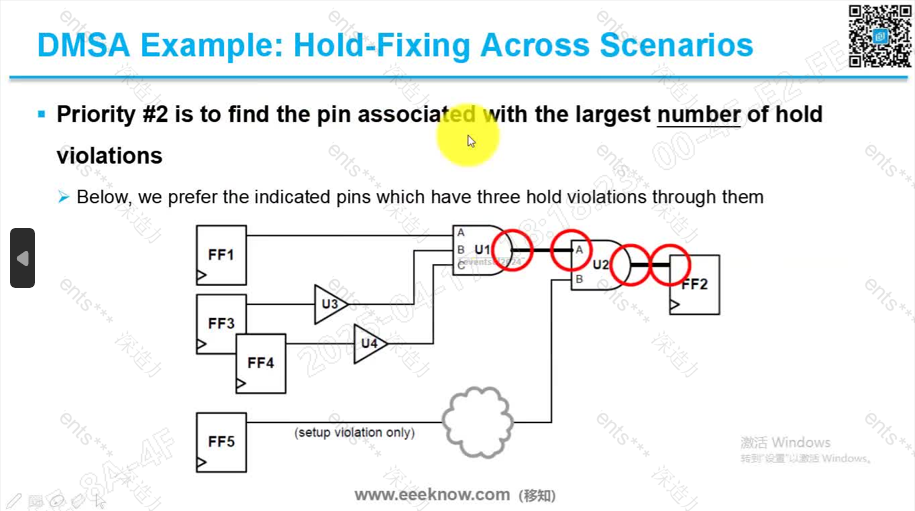 DMSA Example: Hold-Fixing Across Scenarios
Priority #2 is to find the pin associated with the largest number of hold
violations
Below, we prefer the indicated pins which have three hold violations through them
FF1
A
B
C
U1
A
B
U2
FF2
FF3
U3
FF4
U4
FF5
(setup violation only)
激活 Windows
转到"设置"以激活 Windows。
www.eeeknow.com（移知）
ents***
深造